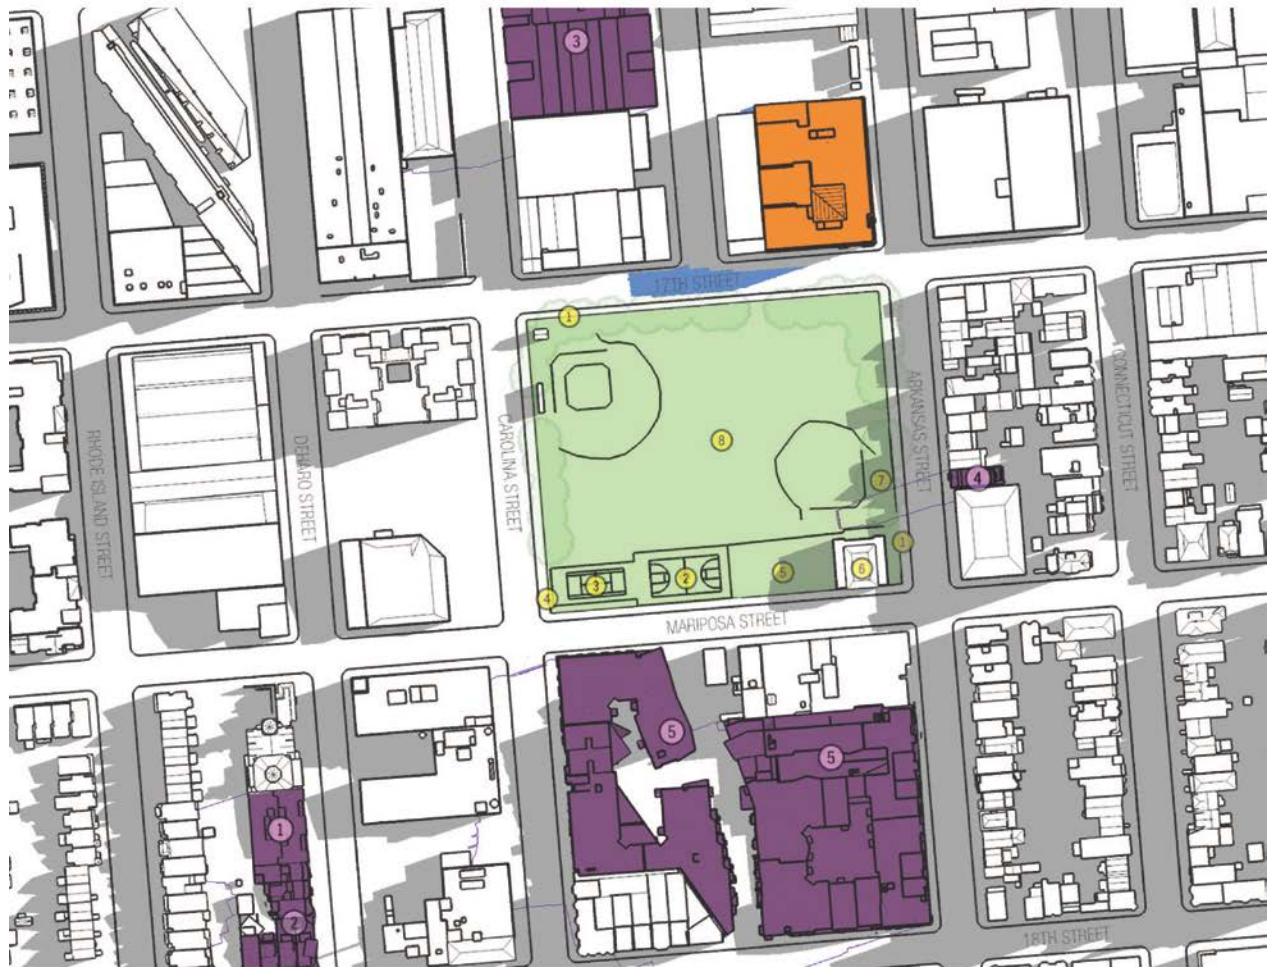 3
17TH STREET
1
CAROLINA STREET
ARKANSAS STREET
CONNECTICUT STREET
RHODE ISLAND STREET
DEHARO STREET
8
7
4
1
3
2
5
6
4
MARIPOSA STREET
5
5
1
2
18TH STREET